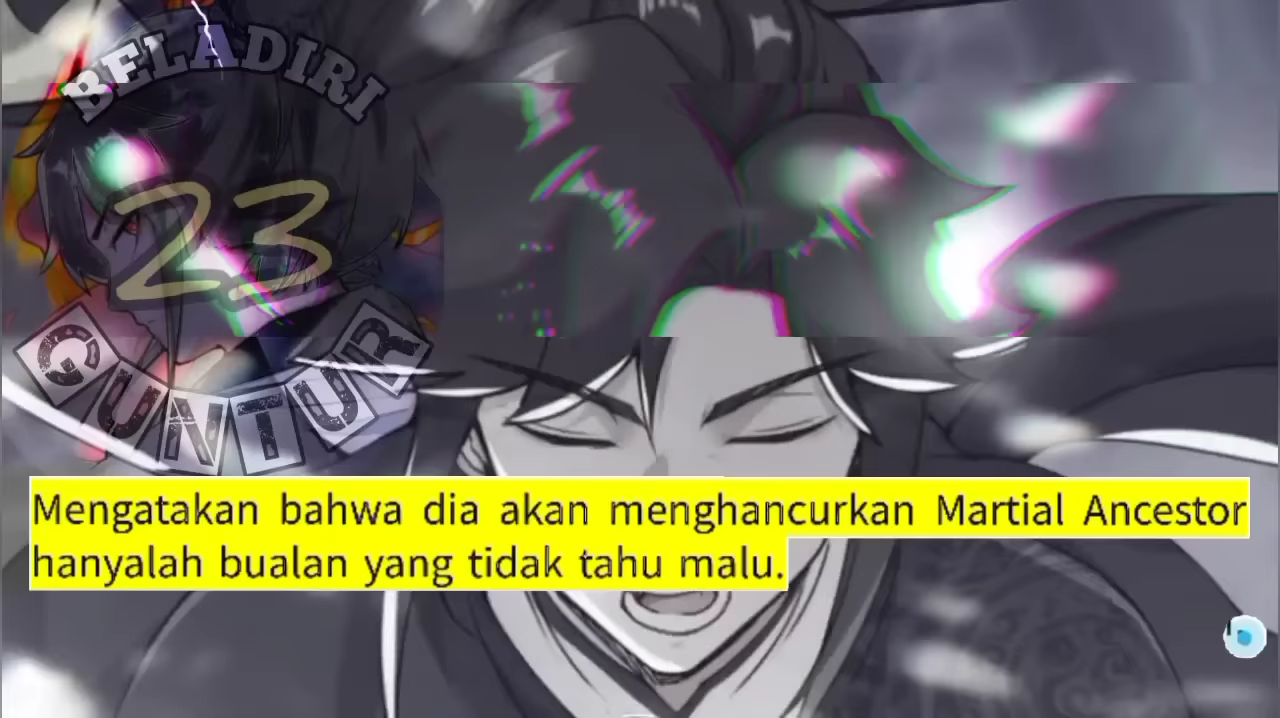 BELADIRI
23
GUNTUR
Mengatakan bahwa dia akan menghancurkan Martial Ancestor
hanyalah bualan yang tidak tahu malu.